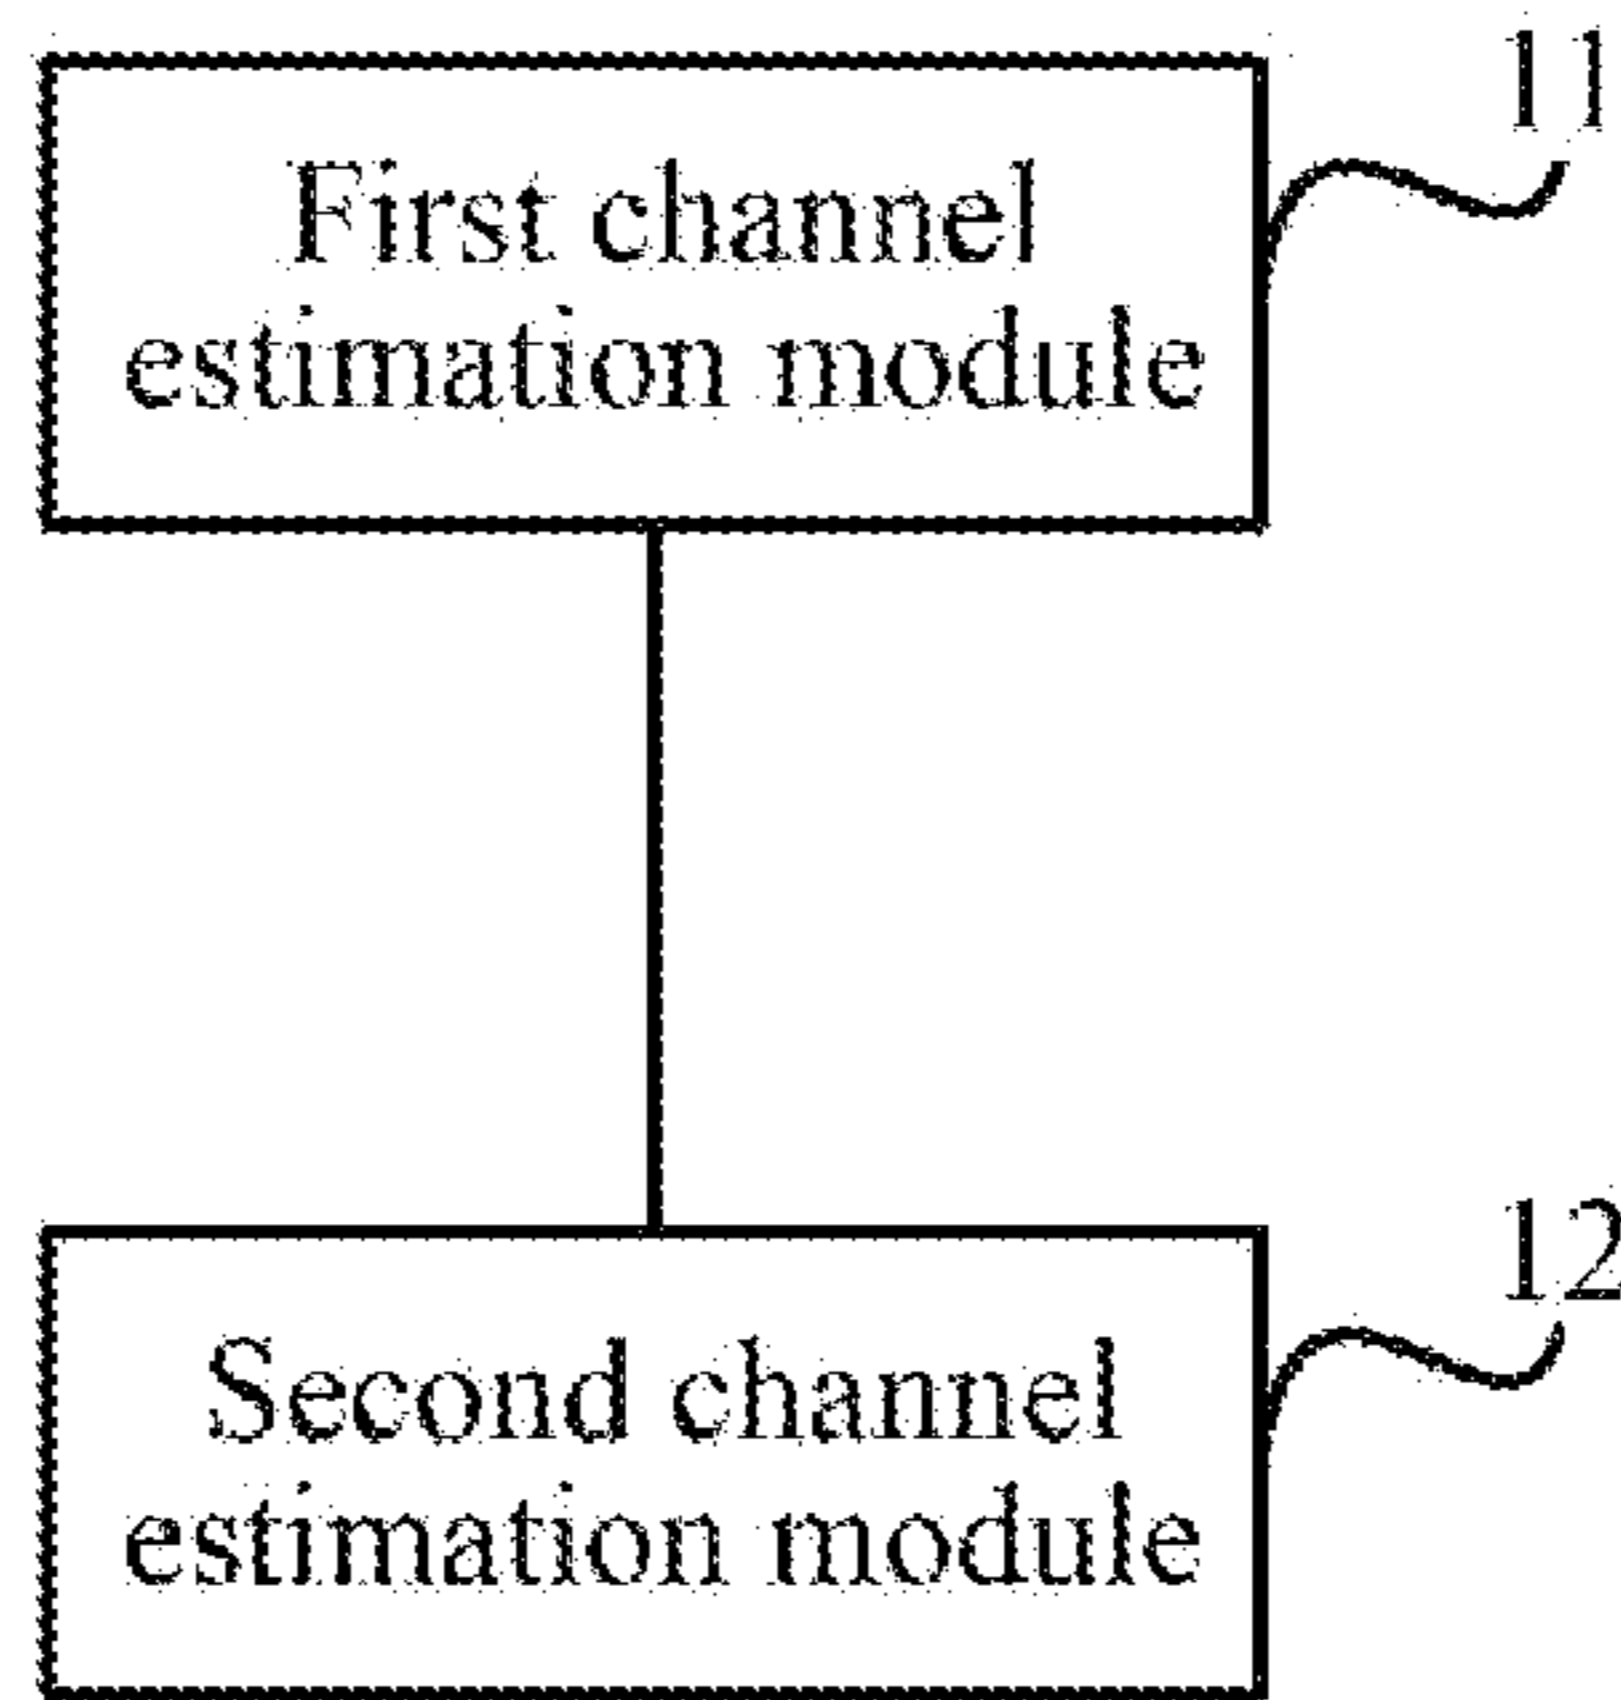 11
First channel
estimation module
12
Second channel
estimation module